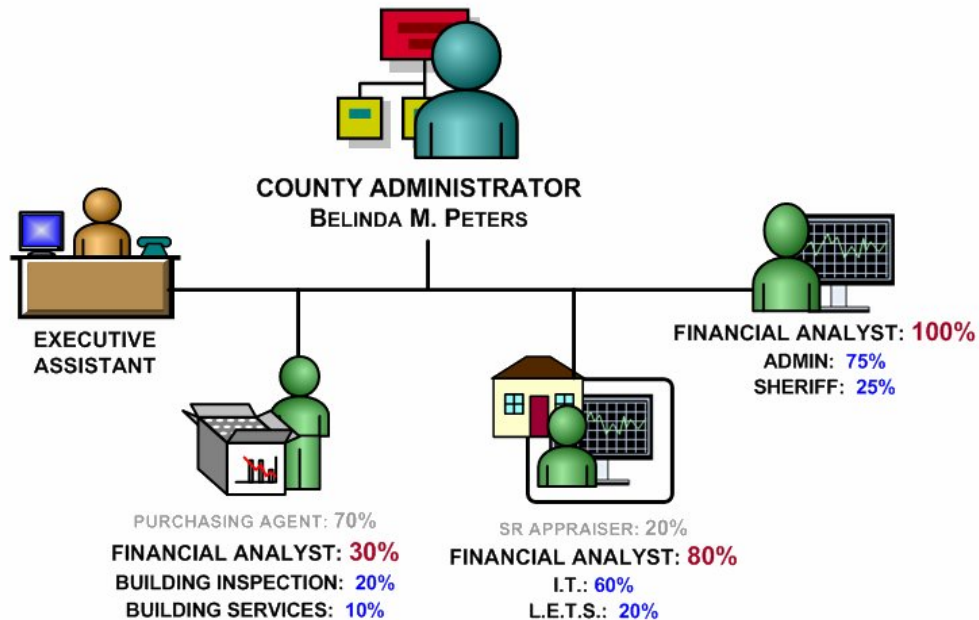 COUNTY ADMINISTRATOR
BELINDA M. PETERS
EXECUTIVE
ASSISTANT
FINANCIAL ANALYST: 100%
ADMIN: 75%
SHERIFF: 25%
PURCHASING AGENT: 70%
FINANCIAL ANALYST: 30%
BUILDING INSPECTION: 20%
BUILDING SERVICES: 10%
SR APPRAISER: 20%
FINANCIAL ANALYST: 80%
I.T.: 60%
L.E.T.S.: 20%